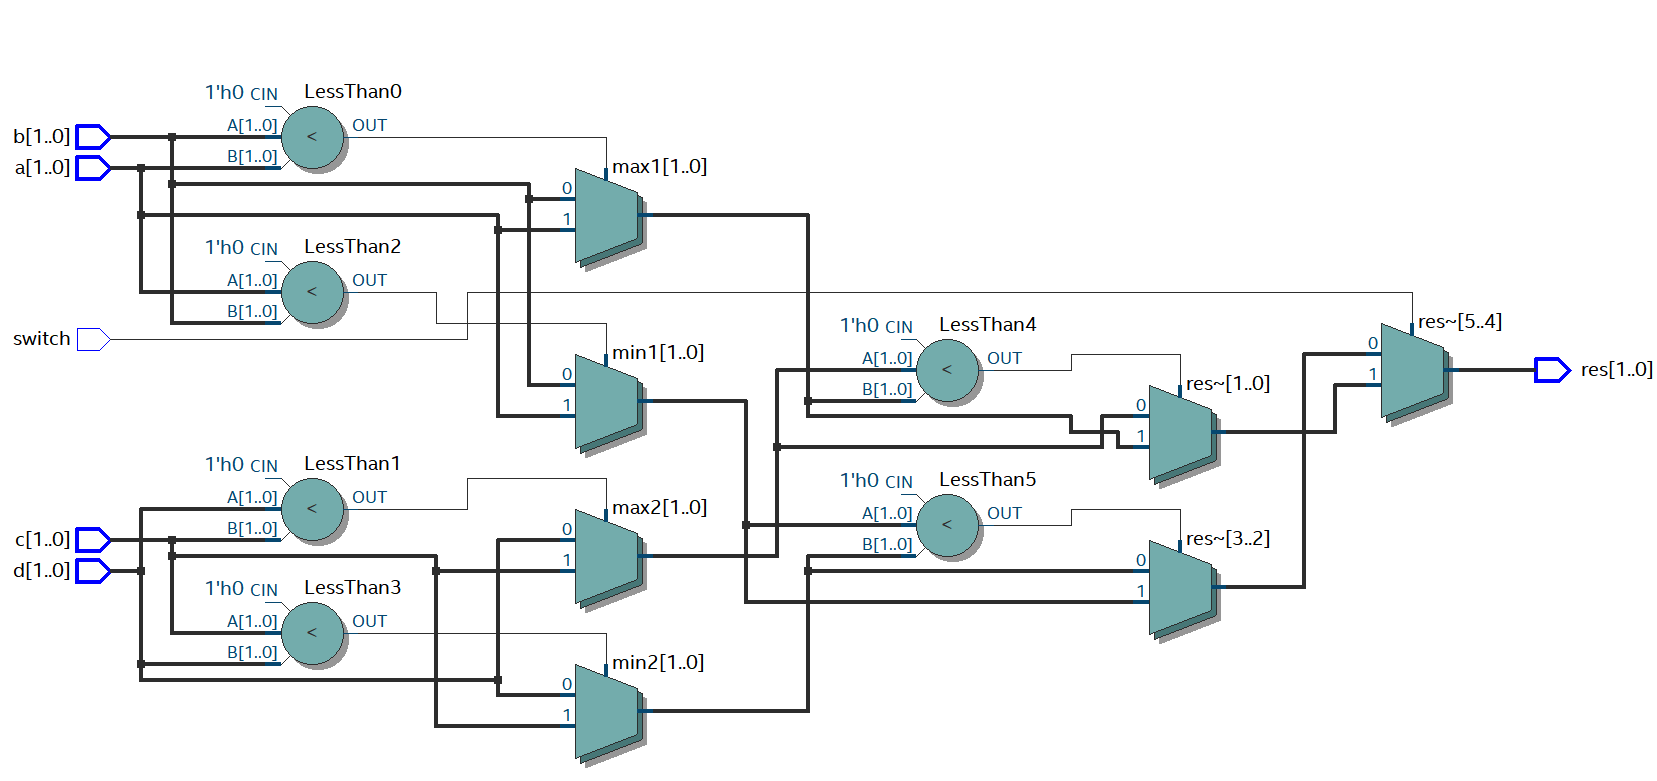 1'h0 CIN LessThan0
b[1..0] A[1..0] < OUT
a[1..0] B[1..0]
max1[1..0]
0
1
1'h0 CIN LessThan2
A[1..0] < OUT
B[1..0]
switch
min1[1..0]
0
1
1'h0 CIN LessThan1
A[1..0] < OUT
B[1..0]
c[1..0]
d[1..0]
max2[1..0]
0
1
1'h0 CIN LessThan3
A[1..0] < OUT
B[1..0]
min2[1..0]
0
1
1'h0 CIN LessThan4
A[1..0] < OUT
B[1..0]
res~[1..0]
0
1
1'h0 CIN LessThan5
A[1..0] < OUT
B[1..0]
res~[3..2]
0
1
res~[5..4]
0
1
res[1..0]